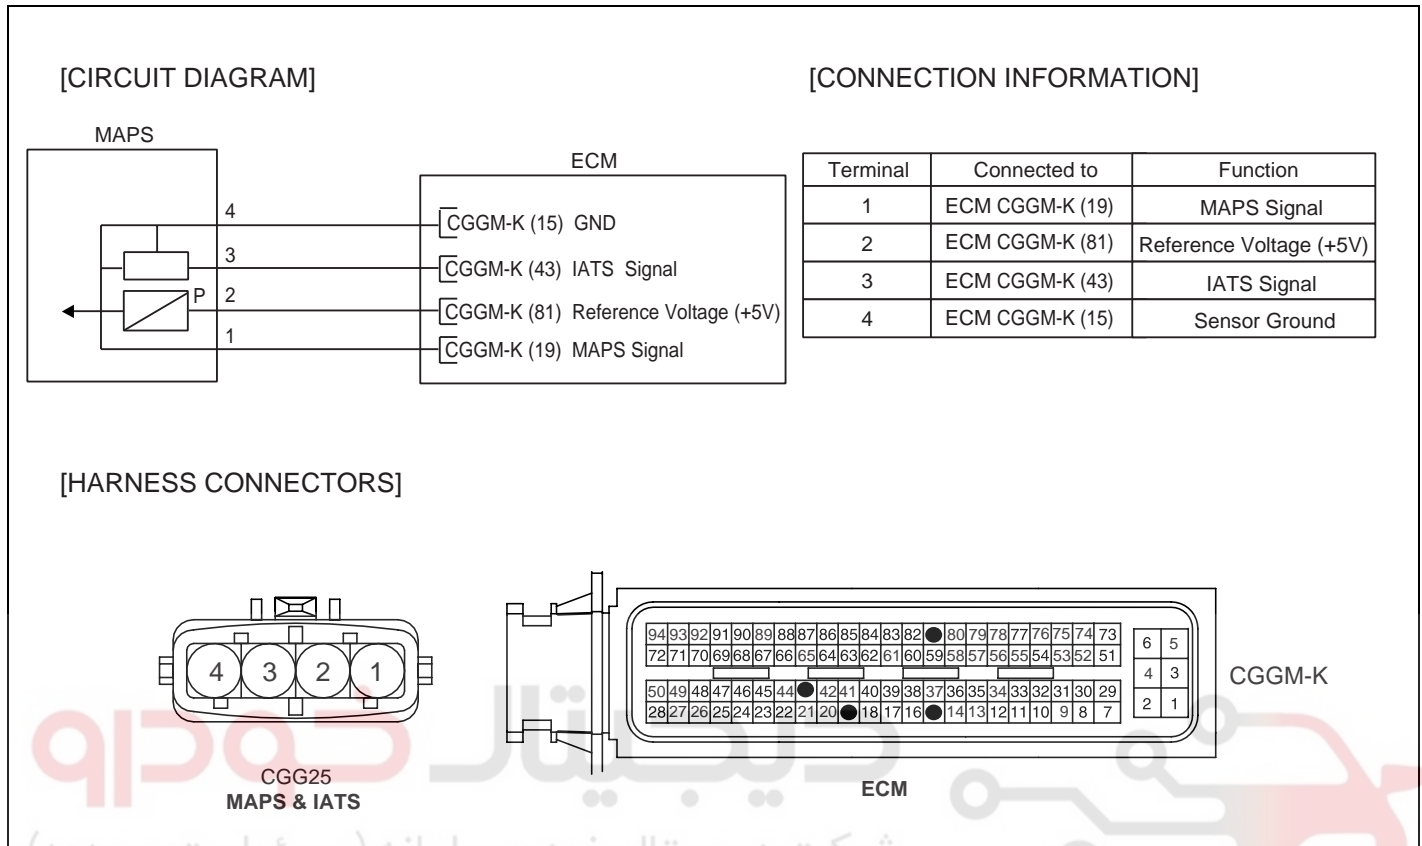 [CIRCUIT DIAGRAM]
[CONNECTION INFORMATION]
MAPS
ECM
4
3
P 2
1
CGGM-K (15) GND
CGGM-K (43) IATS Signal
CGGM-K (81) Reference Voltage (+5V)
CGGM-K (19) MAPS Signal
Terminal Connected to Function
1 ECM CGGM-K (19) MAPS Signal
2 ECM CGGM-K (81) Reference Voltage (+5V)
3 ECM CGGM-K (43) IATS Signal
4 ECM CGGM-K (15) Sensor Ground
[HARNESS CONNECTORS]
4 3 2 1
CGG25
MAPS & IATS
94 93 92 91 90 89 88 87 86 85 84 83 82 80 79 78 77 76 75 74 73
72 71 70 69 68 67 66 65 64 63 62 61 60 59 58 57 56 55 54 53 52 51
50 49 48 47 46 45 44 42 41 40 39 38 37 36 35 34 33 32 31 30 29
28 27 26 25 24 23 22 21 20 18 17 16 14 13 12 11 10 9 8 7
6 5
4 3
2 1
CGGM-K
ECM
دیجیتال خودرو